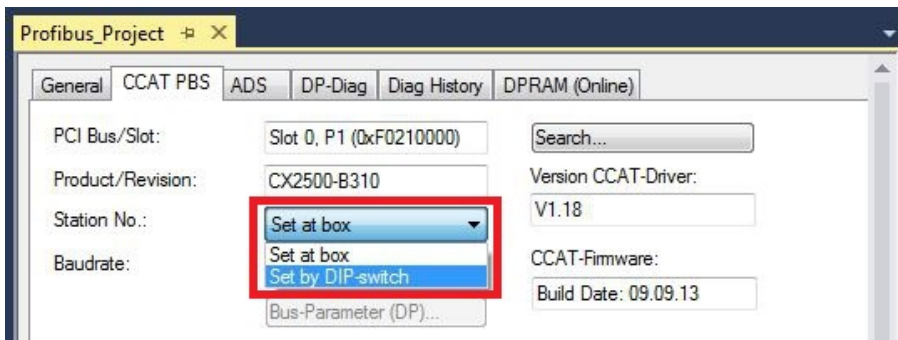 Profibus_Project
General CCAT PBS ADS DP-Diag Diag History DPRAM (Online)
PCI Bus/Slot: Slot 0, P1 (0xF0210000) Search...
Product/Revision: CX2500-B310 Version CCAT-Driver:
Station No.: Set at box V1.18
Baudrate: Set at box CCAT-Firmware:
Set by DIP-switch Build Date: 09.09.13
Bus-Parameter (DP)...